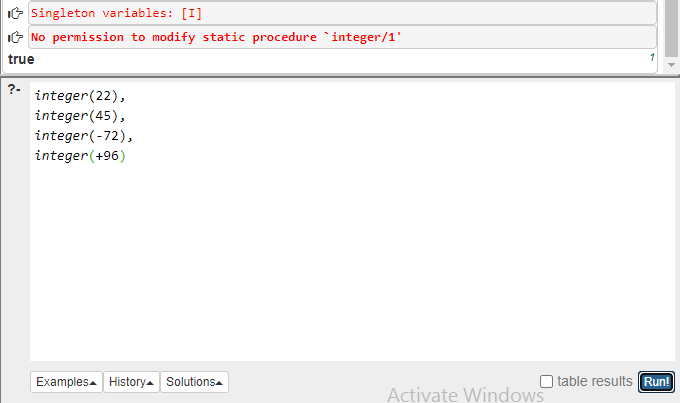 Singleton variables: [I]
No permission to modify static procedure `integer/1'
true 1
?- integer(22),
integer(45),
integer(-72),
integer(+96)
Examples History Solutions table results Run!
Activate Windows